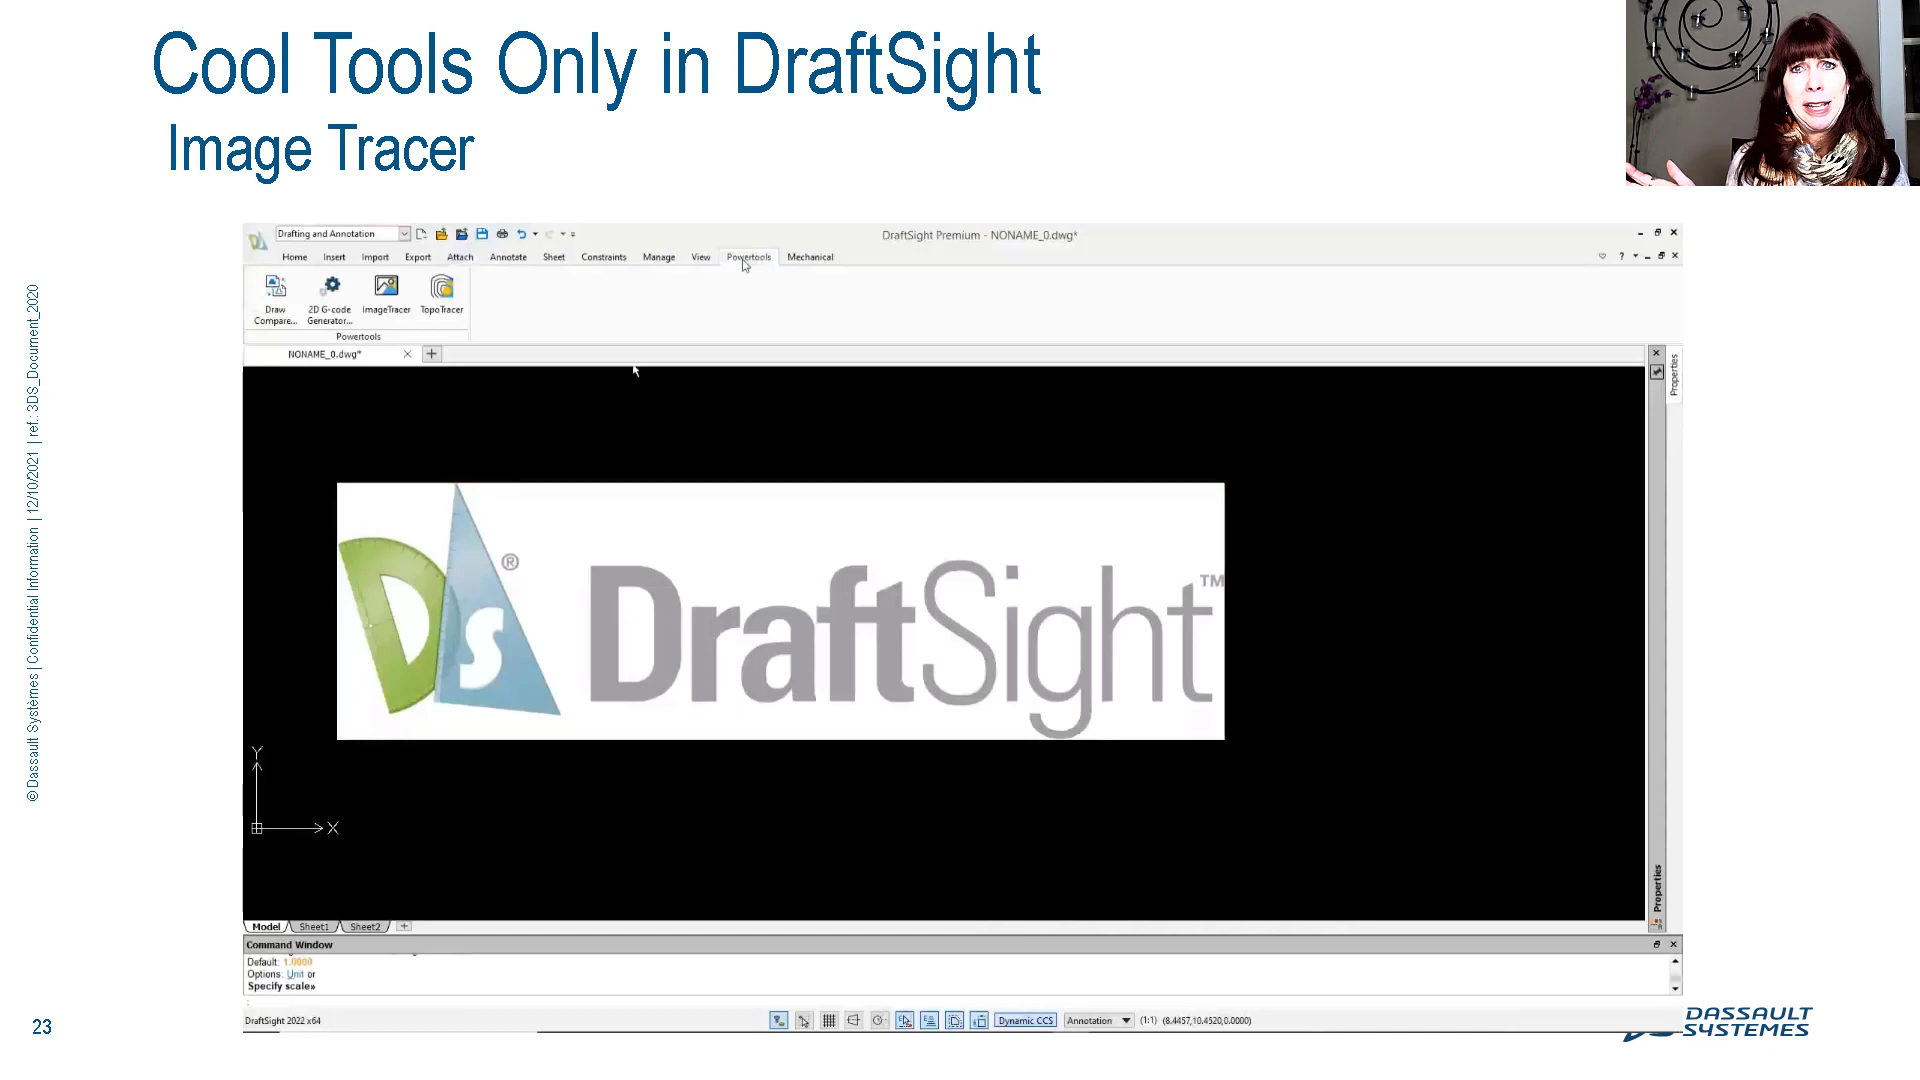 Cool Tools Only in DraftSight
Image Tracer
Drafting and Annotation
DraftSight Premium - NONAME_0.dwg*
Home Insert Import Export Attach Annotate Sheet Constraints Manage View Powertools Mechanical
?
Draw Compare...
2D G-code Generator...
ImageTracer
TopoTracer
Powertools
NONAME_0.dwg*
Properties
DS® DraftSight™
Y
X
Properties
Model Sheet1 Sheet2
Command Window
Default: 1.0000
Options: Unit or
Specify scale»
:
DraftSight 2022 x64
Dynamic CCS Annotation (1:1) (8.4457,10.4520,0.0000)
© Dassault Systèmes | Confidential Information | 12/10/2021 | ref.: 3DS_Document_2020
23
DASSAULT
SYSTEMES